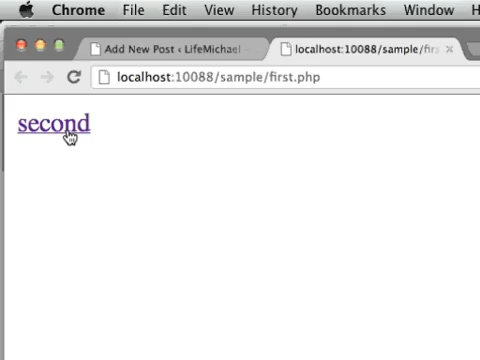 Chrome File Edit View History Bookmarks Window H
Add New Post ‹ LifeMichael localhost:10088/sample/firs
localhost:10088/sample/first.php
second